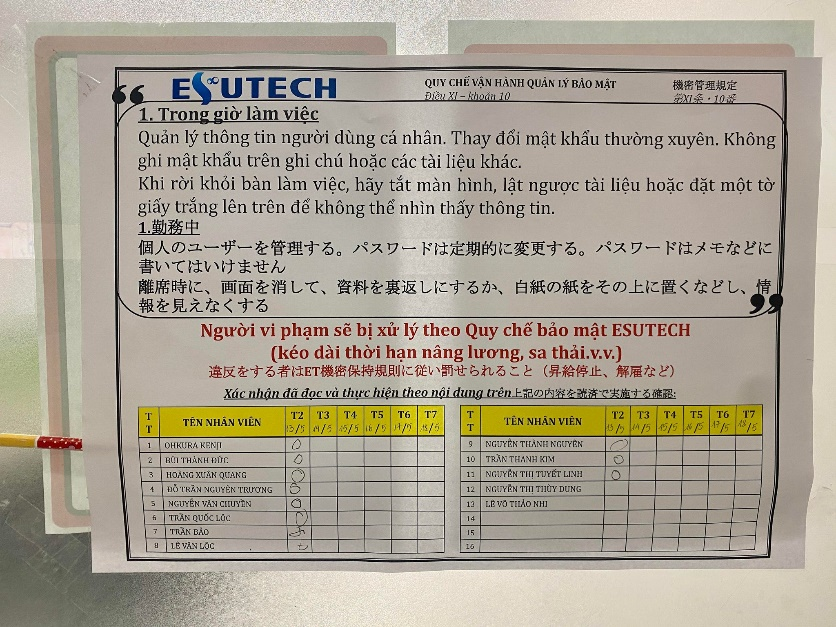 ESUTECH
QUY CHẾ VẬN HÀNH QUẢN LÝ BẢO MẬT
Điều XI – khoản 10
機密管理規定
第XI条・10番
1. Trong giờ làm việc
Quản lý thông tin người dùng cá nhân. Thay đổi mật khẩu thường xuyên. Không
ghi mật khẩu trên ghi chú hoặc các tài liệu khác.
Khi rời khỏi bàn làm việc, hãy tắt màn hình, lật ngược tài liệu hoặc đặt một tờ
giấy trắng lên trên để không thể nhìn thấy thông tin.
1.勤務中
個人のユーザーを管理する。パスワードは定期的に変更する。パスワードはメモなどに
書いてはいけません
離席時に、画面を消して、資料を裏返しにするか、白紙の紙をその上に置くなどし、情
報を見えなくする
Người vi phạm sẽ bị xử lý theo Quy chế bảo mật ESUTECH
(kéo dài thời hạn nâng lương, sa thải.v.v.)
違反をする者はET機密保持規則に従い罰せられること（昇給停止、解雇など）
Xác nhận đã đọc và thực hiện theo nội dung trên上記の内容を読済で実施する確認:
TT TÊN NHÂN VIÊN T2 T3 T4 T5 T6 T7
13/5 14/5 15/5 16/5 17/5 18/5
1 OHKURA KENJI
2 BÙI THÀNH ĐỨC
3 HOÀNG XUÂN QUANG
4 ĐỖ TRẦN NGUYÊN TRƯƠNG
5 NGUYỄN VĂN CHUYỀN
6 TRẦN QUỐC LỘC
7 TRẦN BẢO
8 LÊ VĂN LỘC
TT TÊN NHÂN VIÊN T2 T3 T4 T5 T6 T7
13/5 14/5 15/5 16/5 17/5 18/5
9 NGUYỄN THÀNH NGUYÊN
10 TRẦN THANH KIM
11 NGUYỄN THỊ TUYẾT LINH
12 NGUYỄN THỊ THÙY DUNG
13 LÊ VÕ THẢO NHI
14
15
16